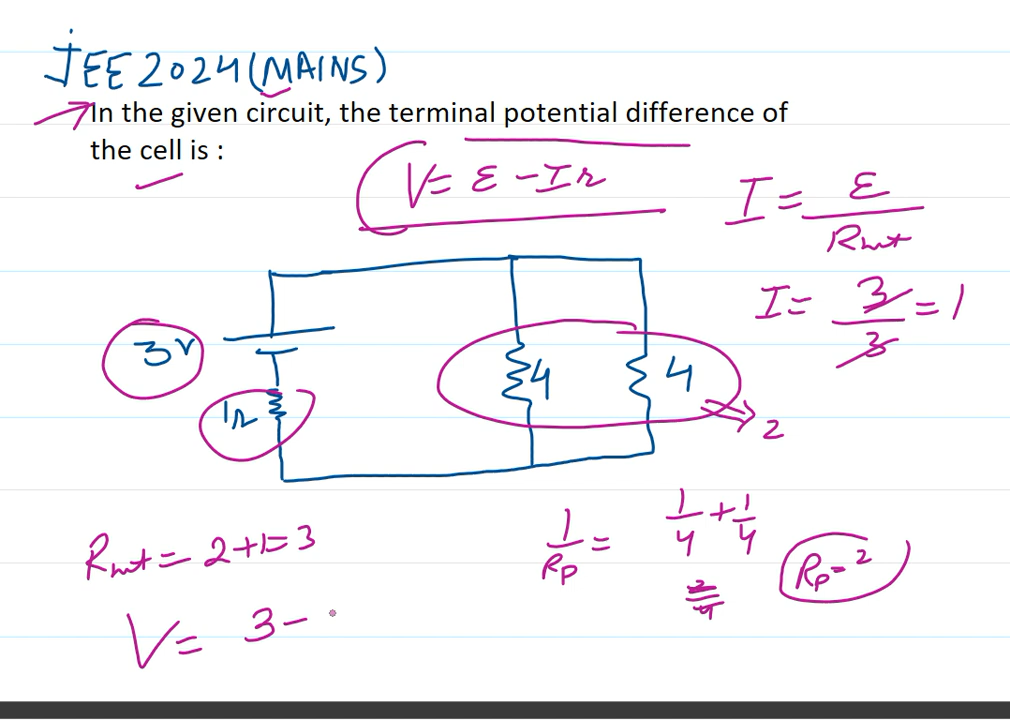 JEE 2024 (MAINS)
In the given circuit, the terminal potential difference of
the cell is :
V = ε - Ir
I = ε / Rnet
I = 3 / 3 = 1
3V
1r
4
4
2
Rnet = 2+1=3
1/Rp = 1/4 + 1/4
2/4
Rp = 2
V = 3 -